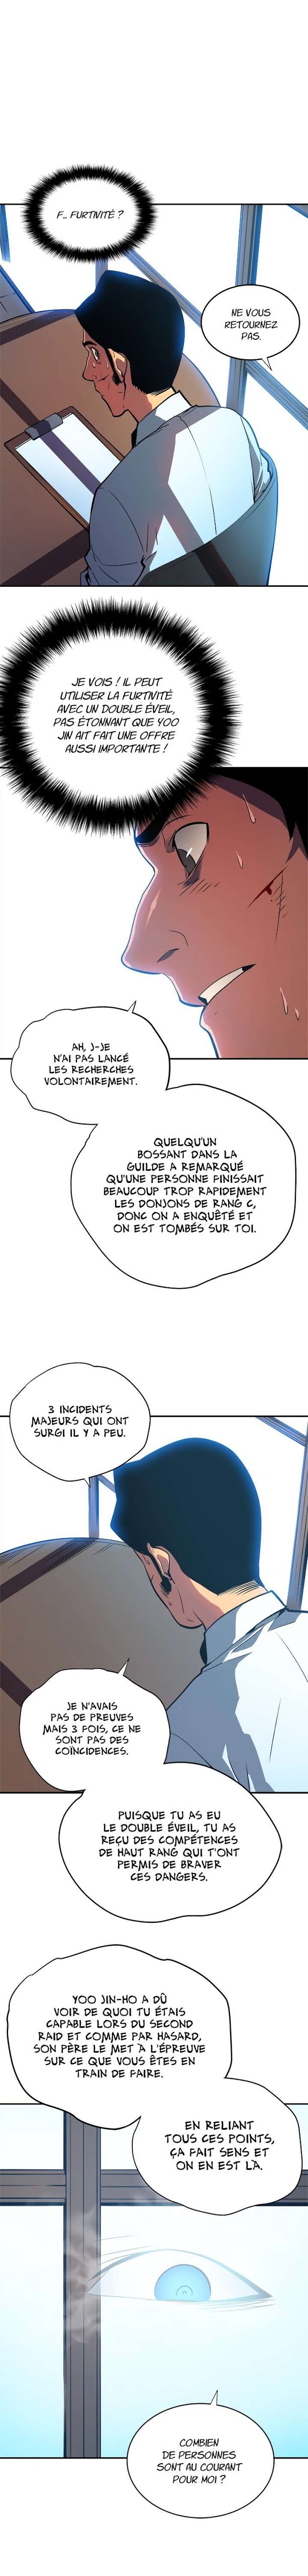 F.. FURTIVITÉ ?
NE VOUS
RETOURNEZ
PAS.
JE VOIS ! IL PEUT
UTILISER LA FURTIVITÉ
AVEC UN DOUBLE ÉVEIL,
PAS ÉTONNANT QUE YOO
JIN AIT FAIT UNE OFFRE
AUSSI IMPORTANTE !
AH, J-JE
N'AI PAS LANCÉ
LES RECHERCHES
VOLONTAIREMENT.
QUELQU'UN
BOSSANT DANS LA
GUILDE A REMARQUÉ
QU'UNE PERSONNE FINISSAIT
BEAUCOUP TROP RAPIDEMENT
LES DONJONS DE RANG C,
DONC ON A ENQUÊTÉ ET
ON EST TOMBÉS SUR TOI.
3 INCIDENTS
MAJEURS QUI ONT
SURGI IL Y A PEU.
JE N'AVAIS
PAS DE PREUVES
MAIS 3 FOIS, CE NE
SONT PAS DES
COÏNCIDENCES.
PUISQUE TU AS EU
LE DOUBLE ÉVEIL, TU AS
REÇU DES COMPÉTENCES
DE HAUT RANG QUI T'ONT
PERMIS DE BRAVER
CES DANGERS.
YOO JIN-HO A DÛ
VOIR DE QUOI TU ÉTAIS
CAPABLE LORS DU SECOND
RAID ET COMME PAR HASARD,
SON PÈRE LE MET À L'ÉPREUVE
SUR CE QUE VOUS ÊTES EN
TRAIN DE FAIRE.
EN RELIANT
TOUS CES POINTS,
ÇA FAIT SENS ET
ON EN EST LÀ.
COMBIEN
DE PERSONNES
SONT AU COURANT
POUR MOI ?